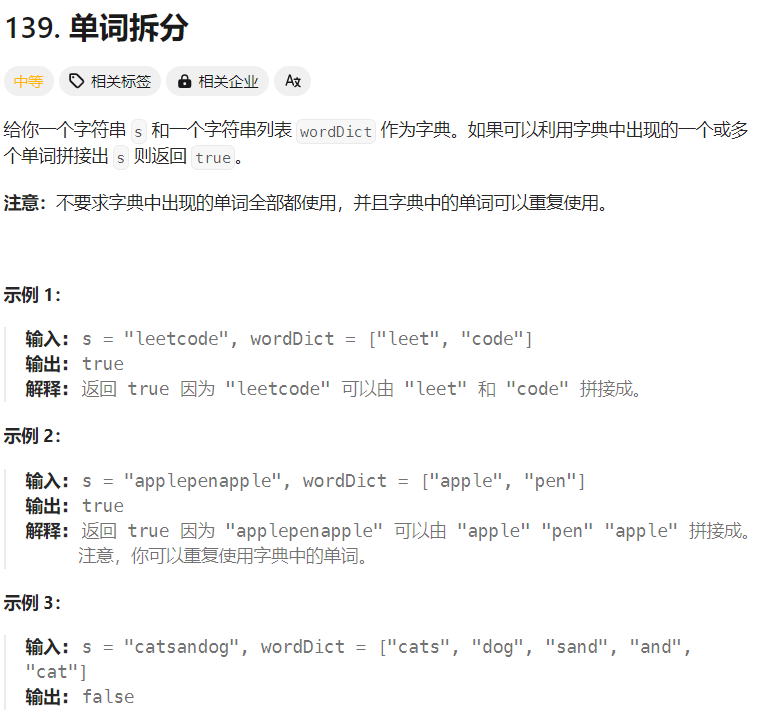 139. 单词拆分
中等 相关标签 相关企业 Aあ
给你一个字符串 s 和一个字符串列表 wordDict 作为字典。如果可以利用字典中出现的一个或多
个单词拼接出 s 则返回 true。
注意：不要求字典中出现的单词全部都使用，并且字典中的单词可以重复使用。
示例 1：
输入: s = "leetcode", wordDict = ["leet", "code"]
输出: true
解释: 返回 true 因为 "leetcode" 可以由 "leet" 和 "code" 拼接成。
示例 2：
输入: s = "applepenapple", wordDict = ["apple", "pen"]
输出: true
解释: 返回 true 因为 "applepenapple" 可以由 "apple" "pen" "apple" 拼接成。
注意，你可以重复使用字典中的单词。
示例 3：
输入: s = "catsandog", wordDict = ["cats", "dog", "sand", "and",
"cat"]
输出: false